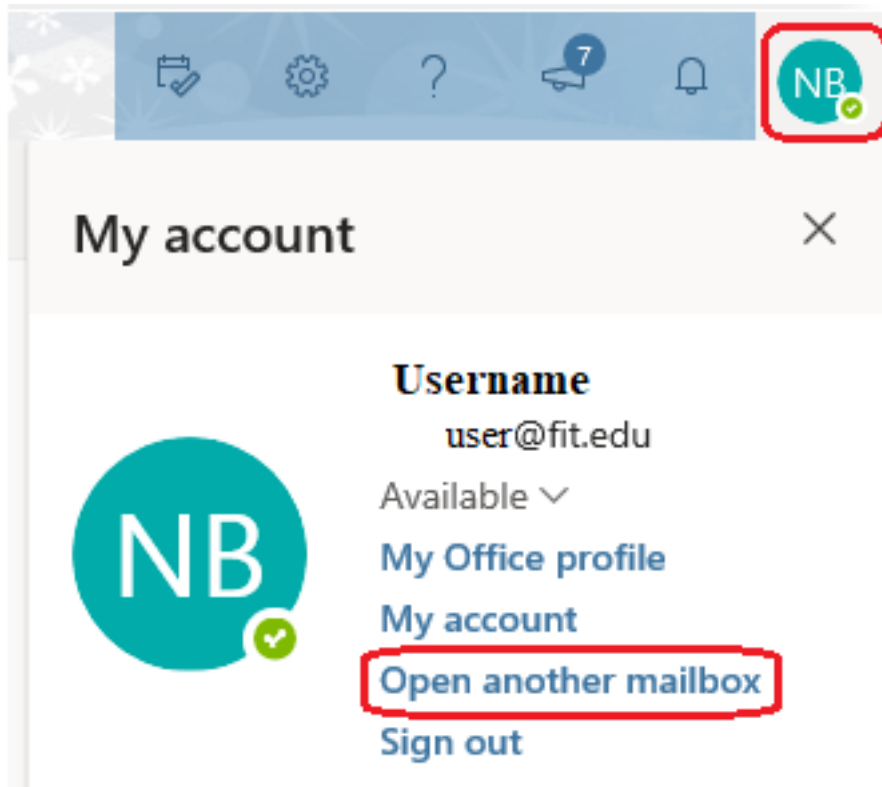 ?
7
NB
My account
Username
user@fit.edu
NB
Available
My Office profile
My account
Open another mailbox
Sign out